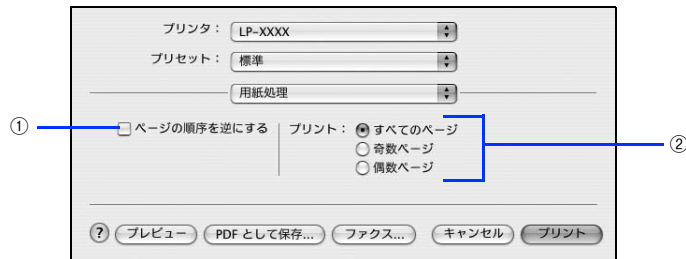 プリンタ： LP-XXXX
プリセット： 標準
用紙処理
① ページの順序を逆にする プリント： すべてのページ ②
奇数ページ
偶数ページ
? プレビュー PDF として保存... ファクス... キャンセル プリント